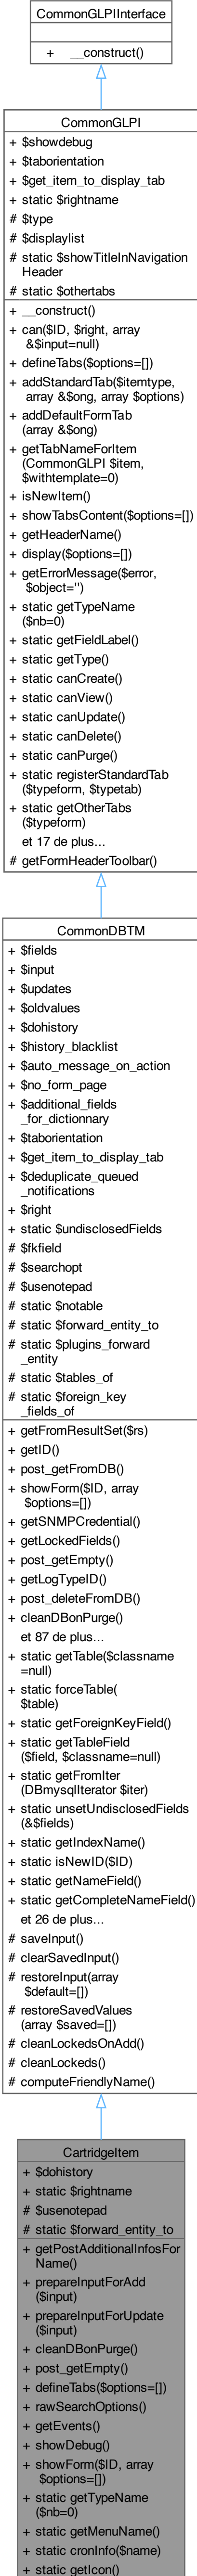 CommonGLPIInterface
+ __construct()
CommonGLPI
+ $showdebug
+ $taborientation
+ $get_item_to_display_tab
+ static $rightname
# $type
# $displaylist
# static $showTitleInNavigation
Header
# static $othertabs
+ __construct()
+ can($ID, $right, array
&$input=null)
+ defineTabs($options=[])
+ addStandardTab($itemtype,
array &$ong, array $options)
+ addDefaultFormTab
(array &$ong)
+ getTabNameForItem
(CommonGLPI $item,
$withtemplate=0)
+ isNewItem()
+ showTabsContent($options=[])
+ getHeaderName()
+ display($options=[])
+ getErrorMessage($error,
$object='')
+ static getTypeName
($nb=0)
+ static getFieldLabel()
+ static getType()
+ static canCreate()
+ static canView()
+ static canUpdate()
+ static canDelete()
+ static canPurge()
+ static registerStandardTab
($typeform, $typetab)
+ static getOtherTabs
($typeform)
et 17 de plus...
# getFormHeaderToolbar()
CommonDBTM
+ $fields
+ $input
+ $updates
+ $oldvalues
+ $dohistory
+ $history_blacklist
+ $auto_message_on_action
+ $no_form_page
+ $additional_fields
_for_dictionnary
+ $taborientation
+ $get_item_to_display_tab
+ $deduplicate_queued
_notifications
+ $right
+ static $undisclosedFields
# $fkfield
# $searchopt
# $usenotepad
# static $notable
# static $forward_entity_to
# static $plugins_forward
_entity
# static $tables_of
# static $foreign_key
_fields_of
+ getFromResultSet($rs)
+ getID()
+ post_getFromDB()
+ showForm($ID, array
$options=[])
+ getSNMPCredential()
+ getLockedFields()
+ post_getEmpty()
+ getLogTypeID()
+ post_deleteFromDB()
+ cleanDBonPurge()
et 87 de plus...
+ static getTable($classname
=null)
+ static forceTable(
$table)
+ static getForeignKeyField()
+ static getTableField
($field, $classname=null)
+ static getFromIter
(DBmysqlIterator $iter)
+ static unsetUndisclosedFields
(&$fields)
+ static getIndexName()
+ static isNewID($ID)
+ static getNameField()
+ static getCompleteNameField()
et 26 de plus...
# saveInput()
# clearSavedInput()
# restoreInput(array
$default=[])
# restoreSavedValues
(array $saved=[])
# cleanLockedsOnAdd()
# cleanLockeds()
# computeFriendlyName()
CartridgeItem
+ $dohistory
+ static $rightname
# $usenotepad
# static $forward_entity_to
+ getPostAdditionalInfosFor
Name()
+ prepareInputForAdd
($input)
+ prepareInputForUpdate
($input)
+ cleanDBonPurge()
+ post_getEmpty()
+ defineTabs($options=[])
+ rawSearchOptions()
+ getEvents()
+ showDebug()
+ showForm($ID, array
$options=[])
+ static getTypeName
($nb=0)
+ static getMenuName()
+ static cronInfo($name)
+ static getIcon()